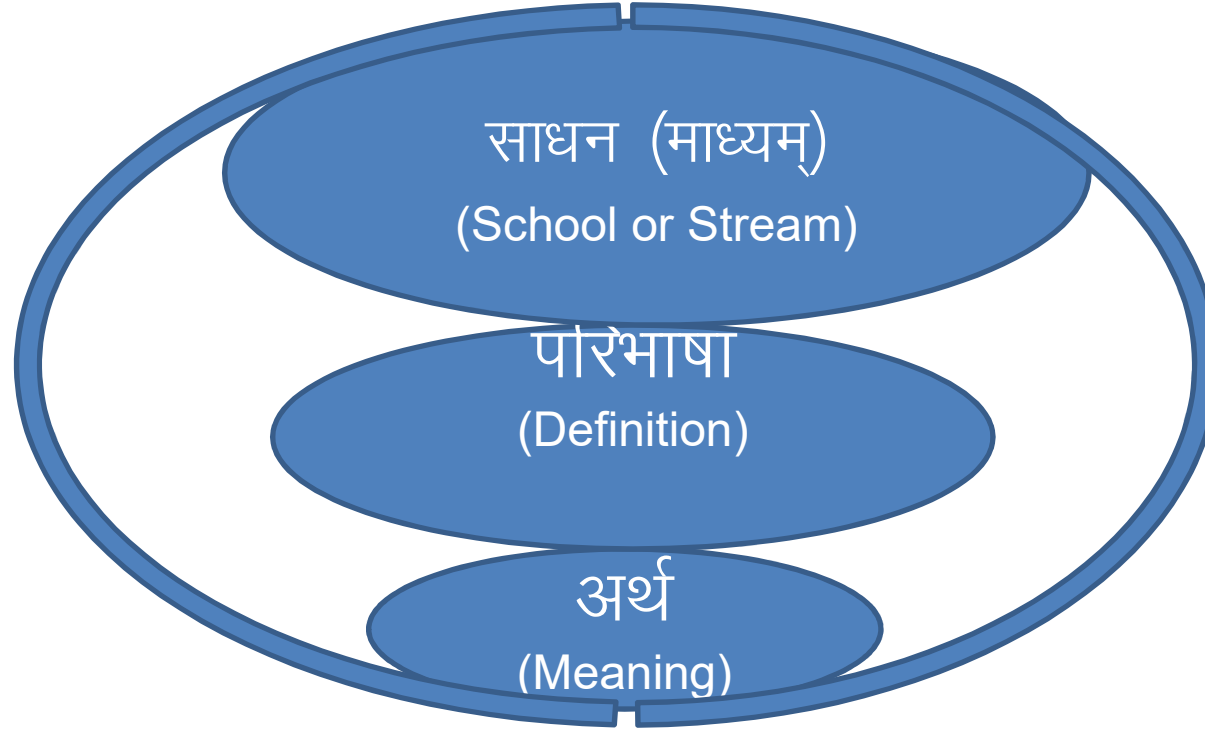 साधन (माध्यम्)
(School or Stream)
परिभाषा
(Definition)
अर्थ
(Meaning)